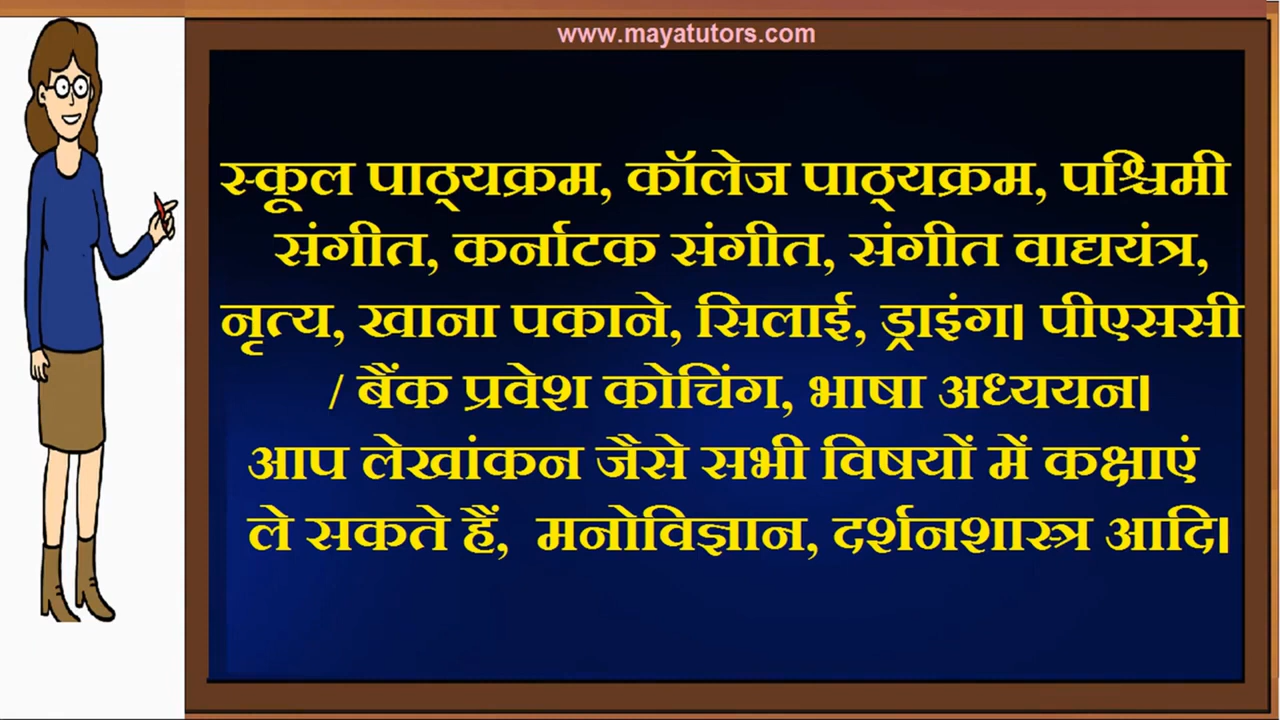 www.mayatutors.com
स्कूल पाठ्यक्रम, कॉलेज पाठ्यक्रम, पश्चिमी
संगीत, कर्नाटक संगीत, संगीत वाद्ययंत्र,
नृत्य, खाना पकाने, सिलाई, ड्राइंग। पीएससी
/ बैंक प्रवेश कोचिंग, भाषा अध्ययन।
आप लेखांकन जैसे सभी विषयों में कक्षाएं
ले सकते हैं, मनोविज्ञान, दर्शनशास्त्र आदि।